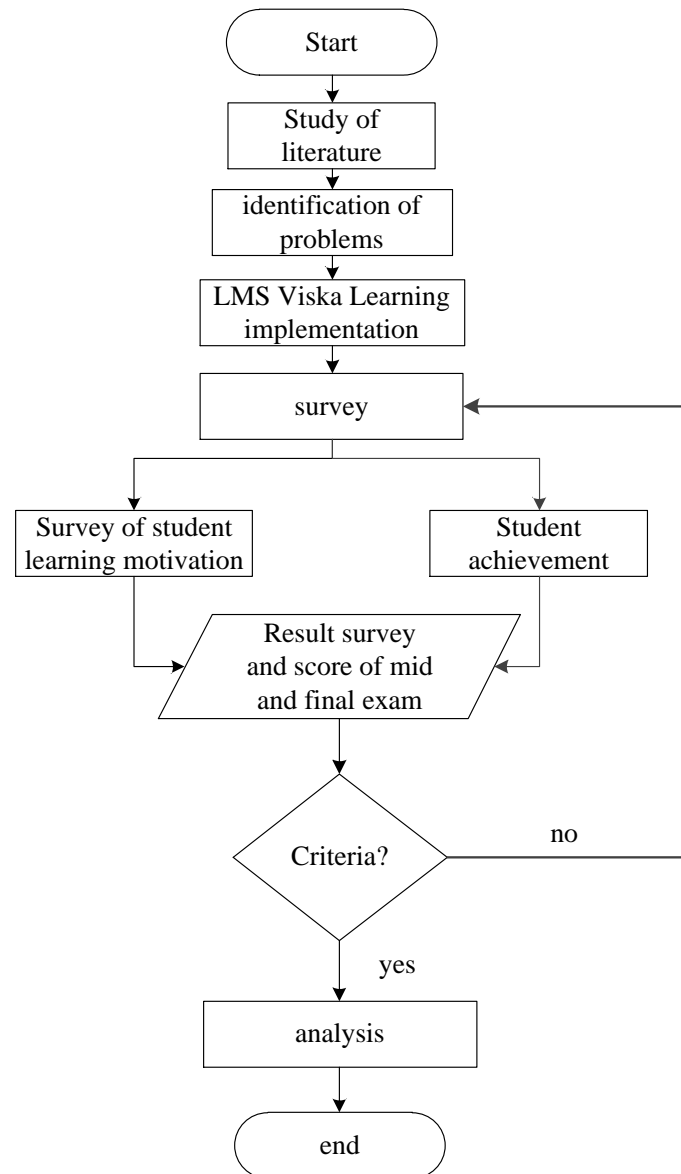 Start
Study of
literature
identification of
problems
LMS Viska Learning
implementation
survey
Survey of student
learning motivation
Student
achievement
Result survey
and score of mid
and final exam
Criteria?
no
yes
analysis
end